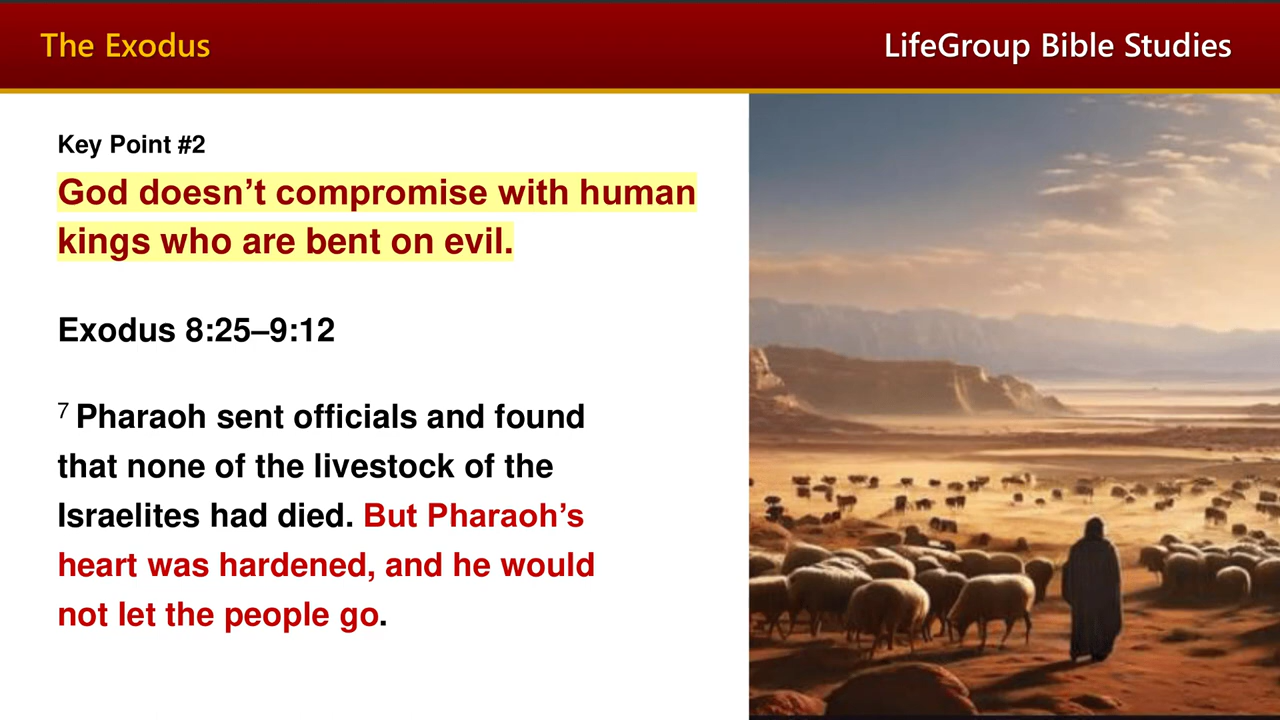 The Exodus
LifeGroup Bible Studies
Key Point #2
God doesn’t compromise with human
kings who are bent on evil.
Exodus 8:25–9:12
7 Pharaoh sent officials and found
that none of the livestock of the
Israelites had died. But Pharaoh’s
heart was hardened, and he would
not let the people go.